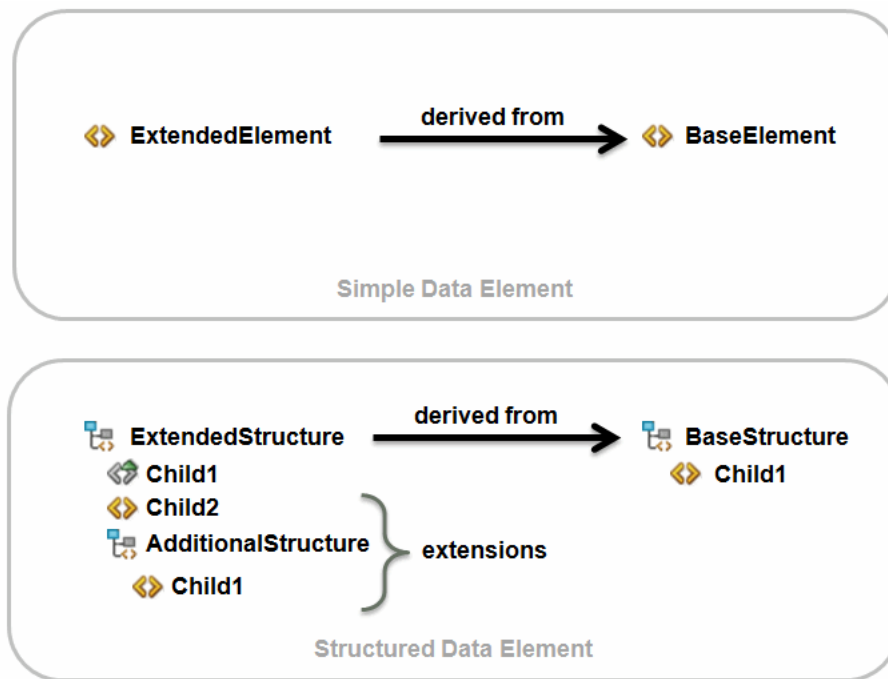 derived from
ExtendedElement BaseElement
Simple Data Element
derived from
ExtendedStructure BaseStructure
Child1 Child1
Child2
AdditionalStructure extensions
Child1
Structured Data Element